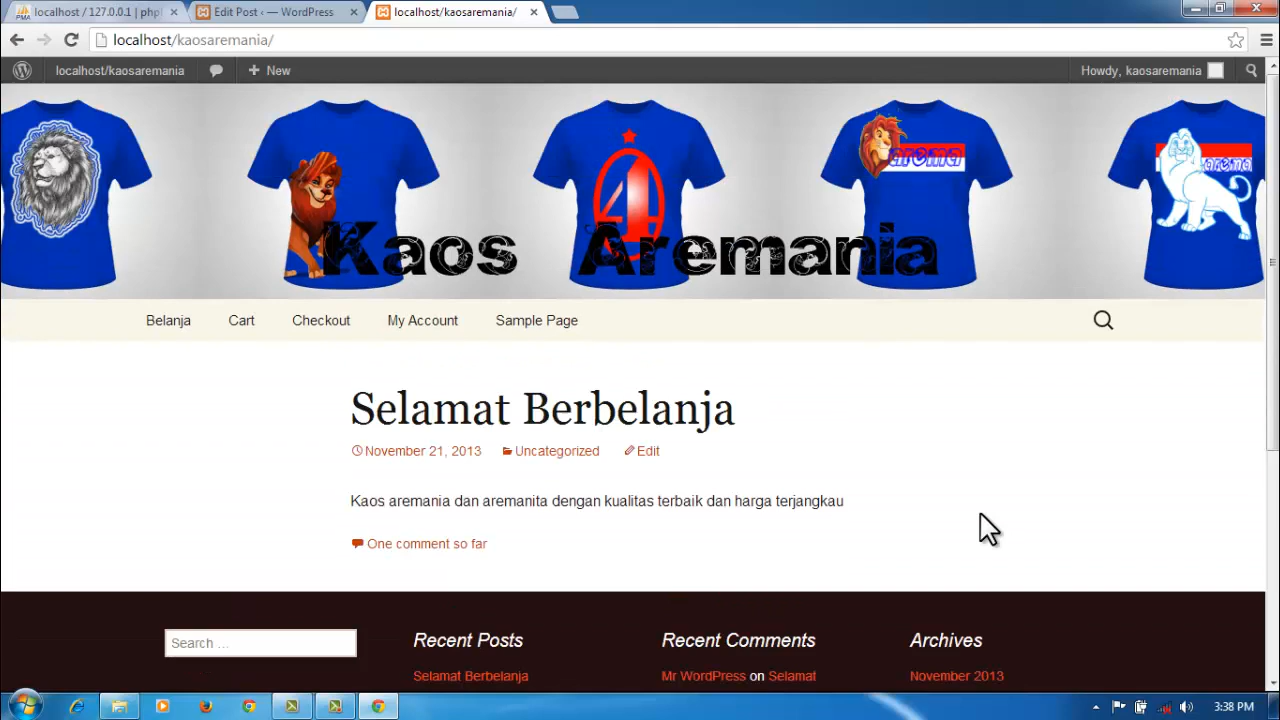 localhost / 127.0.0.1 | phpl
Edit Post ‹ — WordPress
localhost/kaosaremania/
localhost/kaosaremania/
localhost/kaosaremania
New
Howdy, kaosaremania
arema
arema
Kaos Aremania
Belanja Cart Checkout My Account Sample Page
Selamat Berbelanja
November 21, 2013 Uncategorized Edit
Kaos aremania dan aremanita dengan kualitas terbaik dan harga terjangkau
One comment so far
Search ...
Recent Posts
Selamat Berbelanja
Recent Comments
Mr WordPress on Selamat
Archives
November 2013
3:38 PM